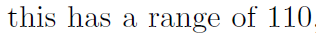 this has a range of 110.